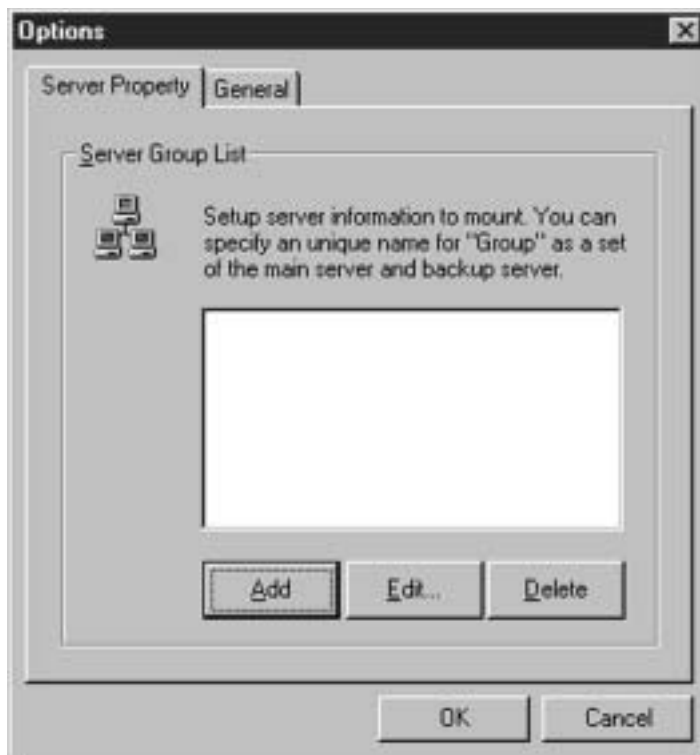 Options
Server Property
General
Server Group List
Setup server information to mount. You can
specify an unique name for "Group" as a set
of the main server and backup server.
Add
Edit...
Delete
OK
Cancel